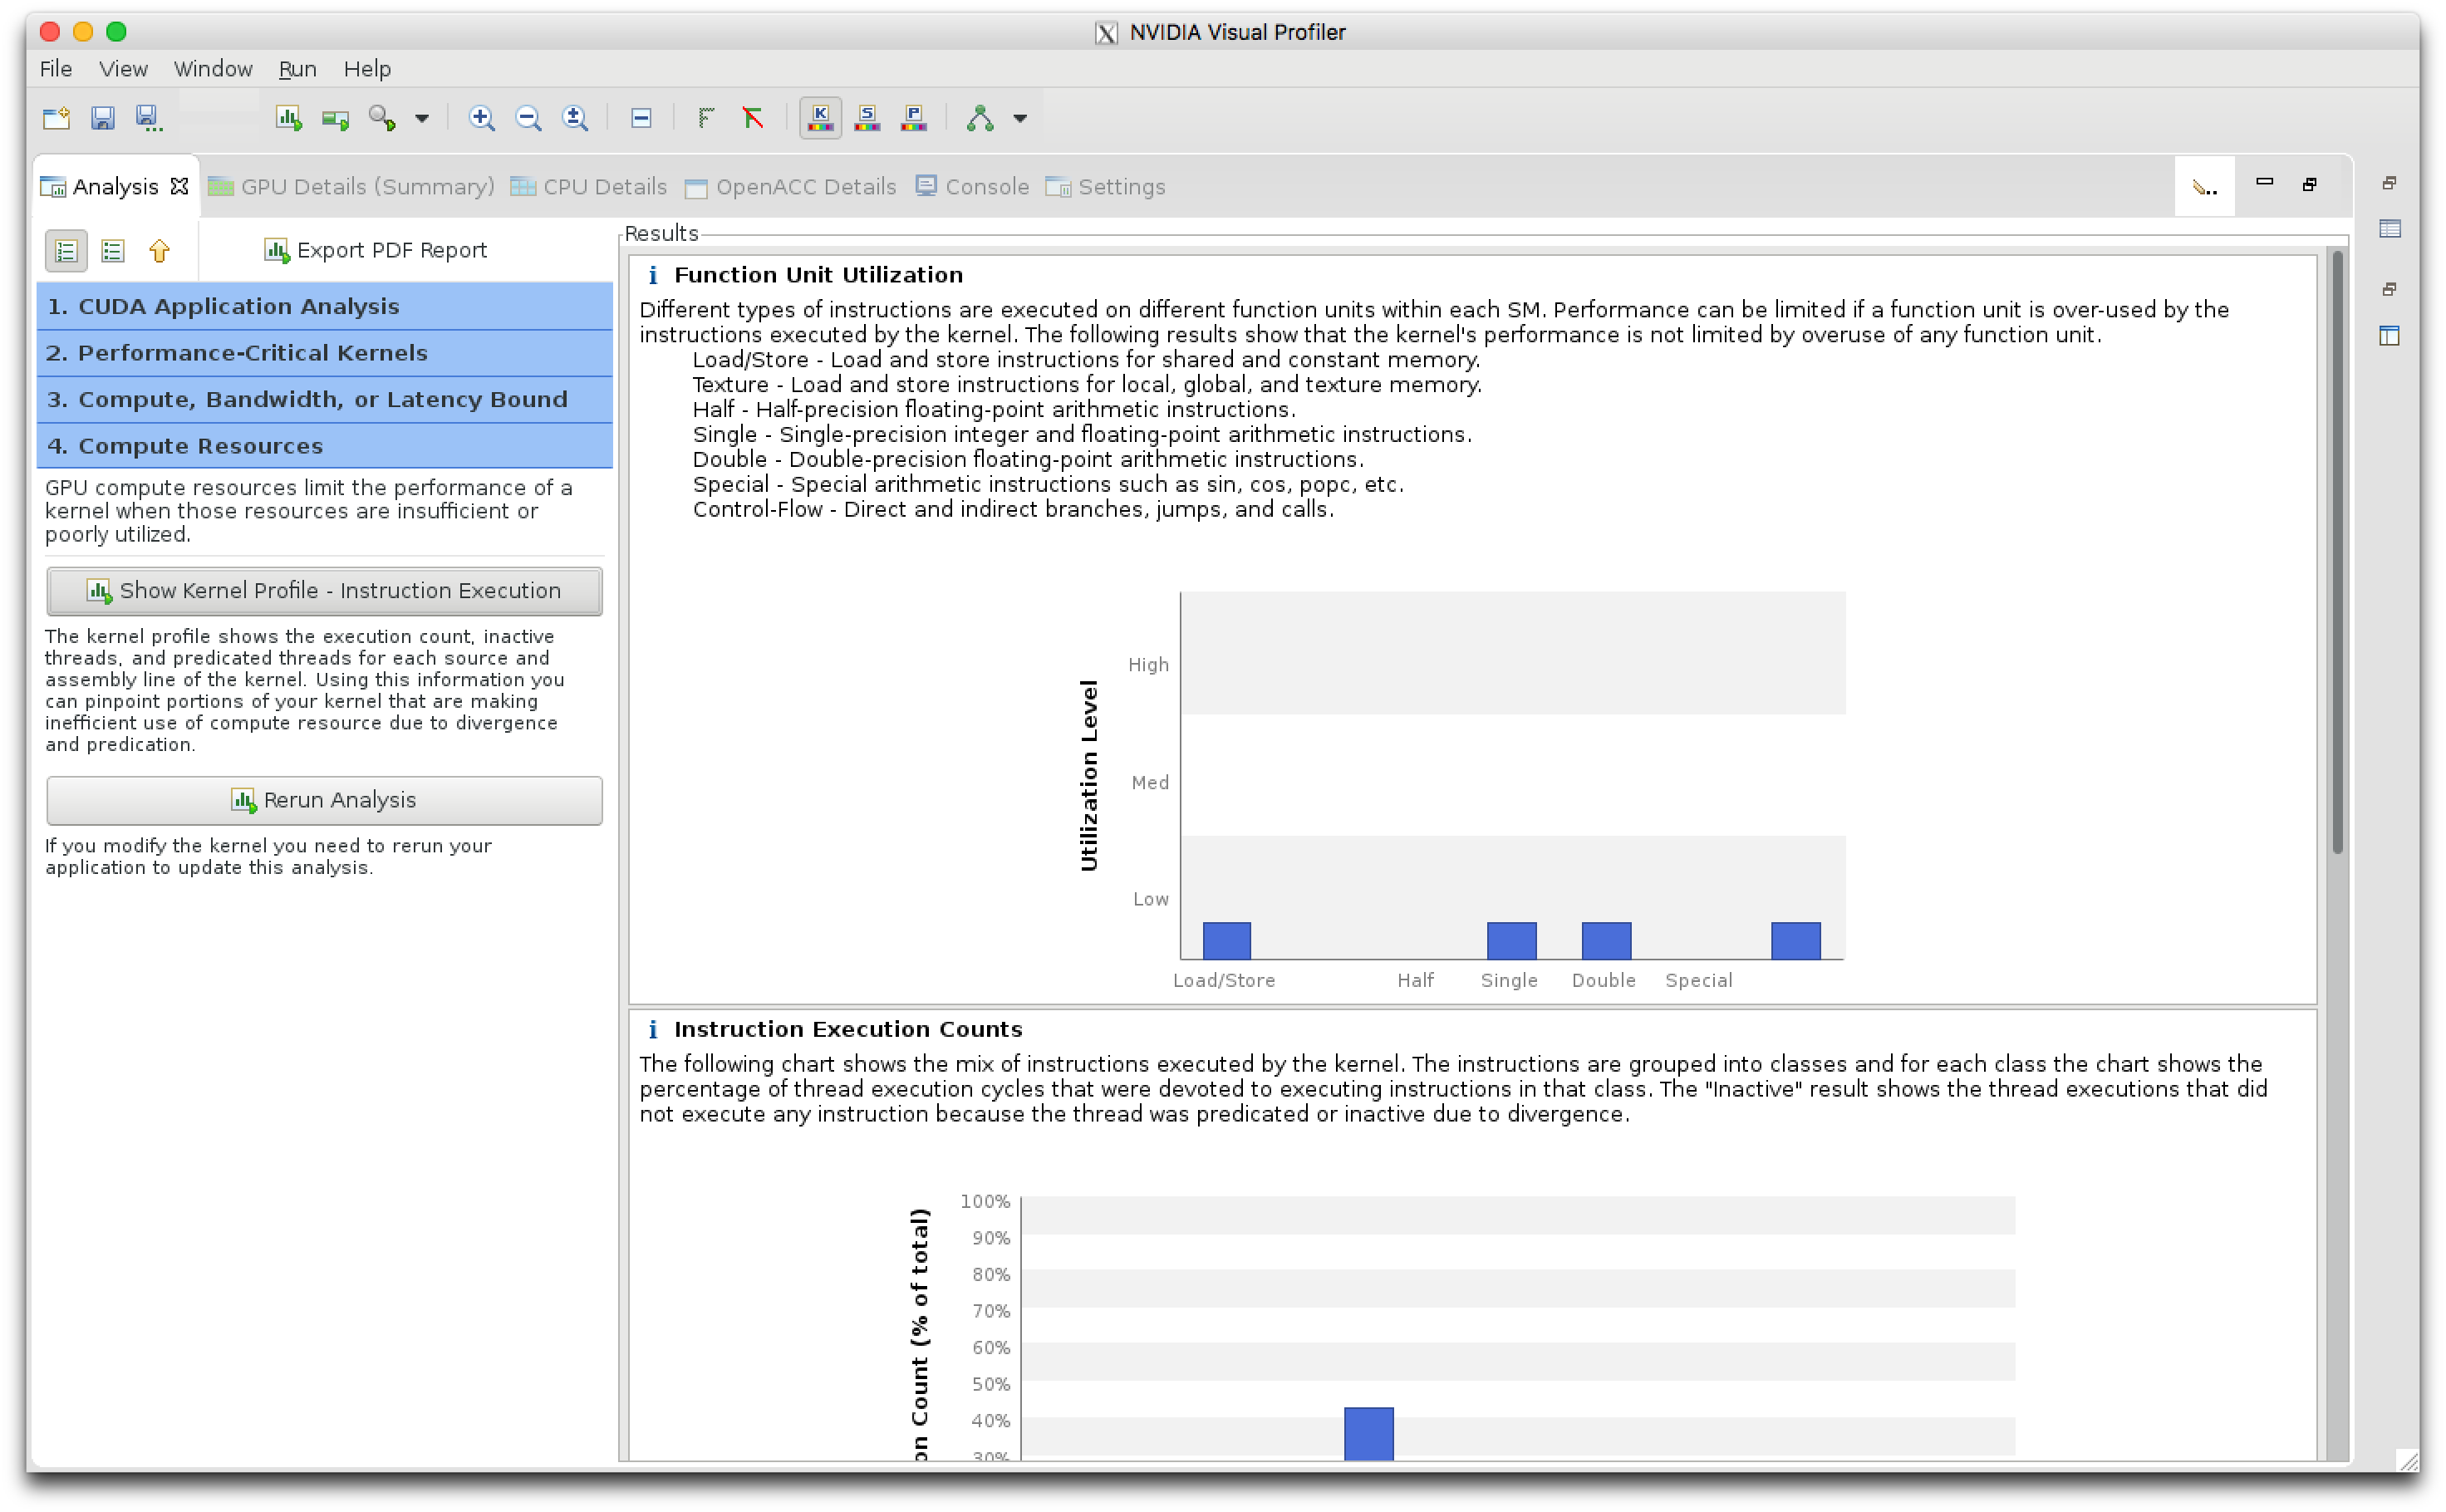 NVIDIA Visual Profiler
File View Window Run Help
K S P
Analysis GPU Details (Summary) CPU Details OpenACC Details Console Settings
Export PDF Report
1. CUDA Application Analysis
2. Performance-Critical Kernels
3. Compute, Bandwidth, or Latency Bound
4. Compute Resources
GPU compute resources limit the performance of a
kernel when those resources are insufficient or
poorly utilized.
Show Kernel Profile - Instruction Execution
The kernel profile shows the execution count, inactive
threads, and predicated threads for each source and
assembly line of the kernel. Using this information you
can pinpoint portions of your kernel that are making
inefficient use of compute resource due to divergence
and predication.
Rerun Analysis
If you modify the kernel you need to rerun your
application to update this analysis.
Results
Function Unit Utilization
Different types of instructions are executed on different function units within each SM. Performance can be limited if a function unit is over-used by the
instructions executed by the kernel. The following results show that the kernel's performance is not limited by overuse of any function unit.
Load/Store - Load and store instructions for shared and constant memory.
Texture - Load and store instructions for local, global, and texture memory.
Half - Half-precision floating-point arithmetic instructions.
Single - Single-precision integer and floating-point arithmetic instructions.
Double - Double-precision floating-point arithmetic instructions.
Special - Special arithmetic instructions such as sin, cos, popc, etc.
Control-Flow - Direct and indirect branches, jumps, and calls.
Utilization Level
High
Med
Low
Load/Store Half Single Double Special
Instruction Execution Counts
The following chart shows the mix of instructions executed by the kernel. The instructions are grouped into classes and for each class the chart shows the
percentage of thread execution cycles that were devoted to executing instructions in that class. The "Inactive" result shows the thread executions that did
not execute any instruction because the thread was predicated or inactive due to divergence.
on Count (% of total)
100%
90%
80%
70%
60%
50%
40%
30%